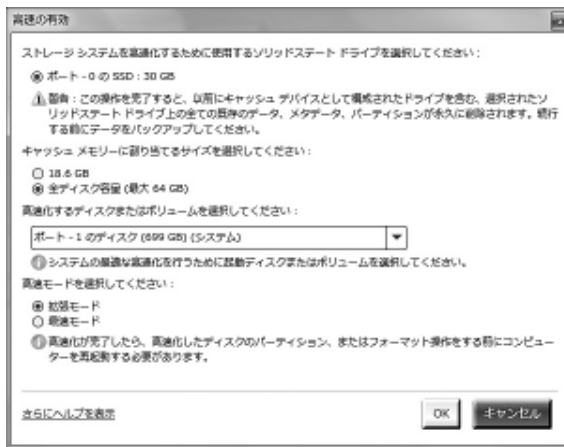 高速の有効
ストレージ システムを高速化するために使用するソリッドステート ドライブを選択してください：
ポート - 0 の SSD : 30 GB
警告：この操作を完了すると、以前にキャッシュ デバイスとして構成されたドライブを含む、選択されたソ
リッドステート ドライブ上の全ての既存のデータ、メタデータ、パーティションが永久に削除されます。続行
する前にデータをバックアップしてください。
キャッシュ メモリーに割り当てるサイズを選択してください：
18.6 GB
全ディスク容量 (最大 64 GB)
高速化するディスクまたはボリュームを選択してください：
ポート - 1 のディスク (699 GB) (システム)
システムの最適な高速化を行うために起動ディスクまたはボリュームを選択してください。
高速モードを選択してください：
拡張モード
最速モード
高速化が完了したら、高速化したディスクのパーティション、またはフォーマット操作をする前にコンピュー
ターを再起動する必要があります。
さらにヘルプを表示
OK
キャンセル